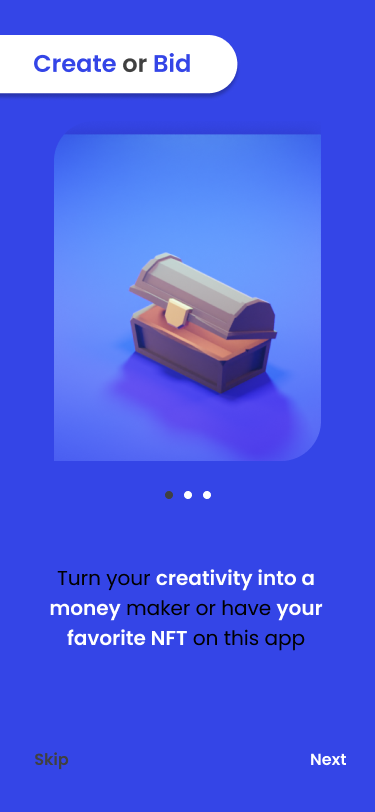 Create or Bid
Turn your creativity into a
money maker or have your
favorite NFT on this app
Skip
Next